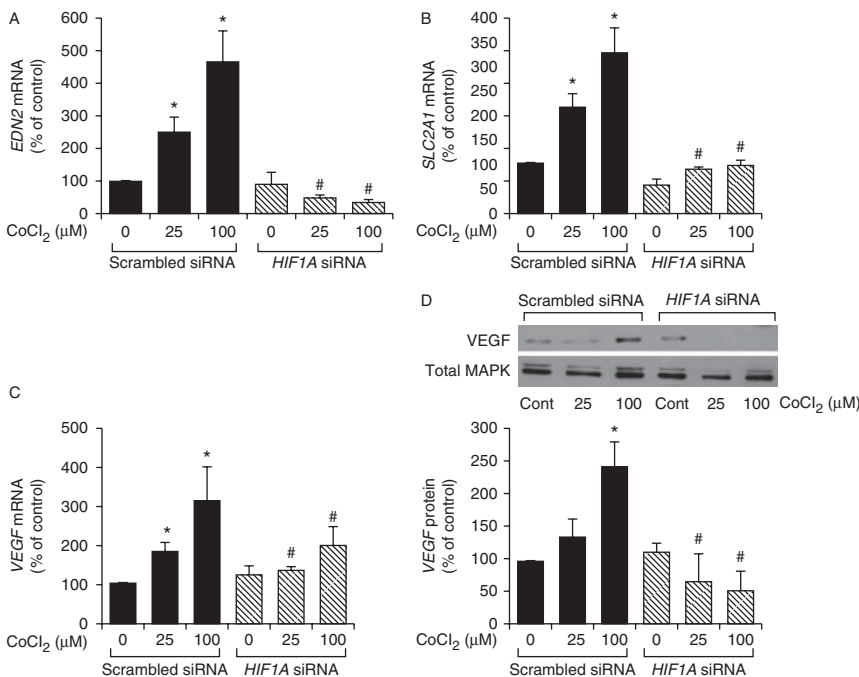 A
600
500
400
300
200
100
0
EDN2 mRNA
(% of control)
*
*
#
#
CoCl2 (μM)
0 25 100 0 25 100
Scrambled siRNA HIF1A siRNA
B
400
350
300
250
200
150
100
50
0
SLC2A1 mRNA
(% of control)
*
*
#
#
CoCl2 (μM)
0 25 100 0 25 100
Scrambled siRNA HIF1A siRNA
C
500
400
300
200
100
0
VEGF mRNA
(% of control)
*
*
#
#
CoCl2 (μM)
0 25 100 0 25 100
Scrambled siRNA HIF1A siRNA
D
Scrambled siRNA HIF1A siRNA
VEGF
Total MAPK
Cont 25 100 Cont 25 100 CoCl2 (μM)
300
250
200
150
100
50
0
VEGF protein
(% of control)
*
#
#
CoCl2 (μM)
0 25 100 0 25 100
Scrambled siRNA HIF1A siRNA